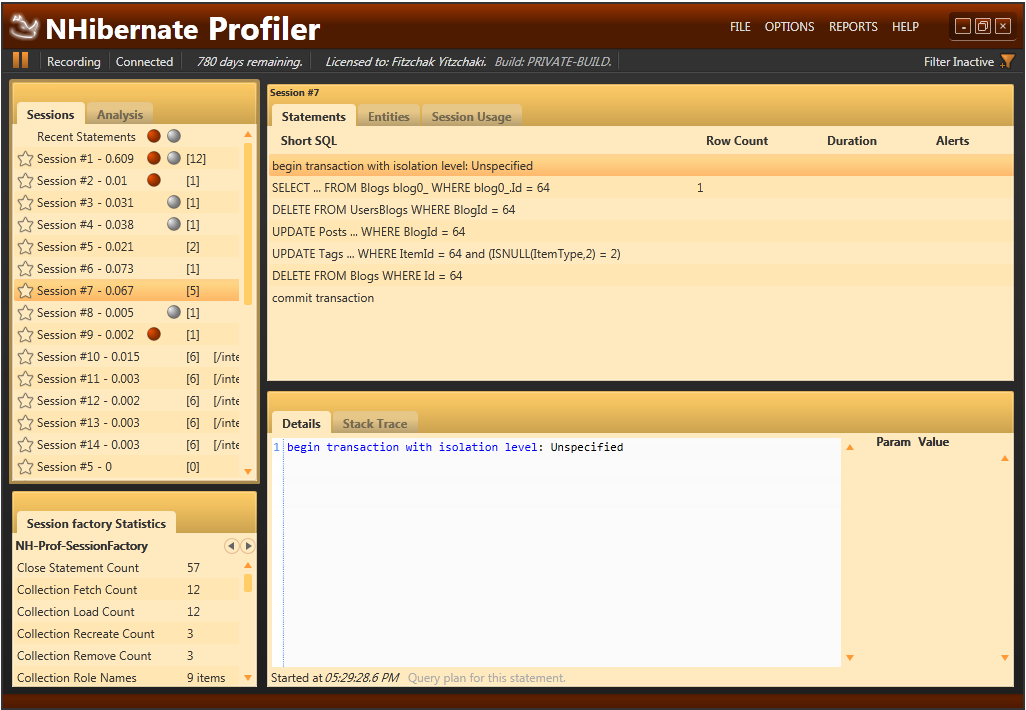 NHibernate Profiler
FILE OPTIONS REPORTS HELP
Recording Connected 780 days remaining. Licensed to: Fitzchak Yitzchaki. Build: PRIVATE-BUILD. Filter Inactive
Sessions Analysis
Recent Statements
Session #1 - 0.609 [12]
Session #2 - 0.01 [1]
Session #3 - 0.031 [1]
Session #4 - 0.038 [1]
Session #5 - 0.021 [2]
Session #6 - 0.073 [1]
Session #7 - 0.067 [5]
Session #8 - 0.005 [1]
Session #9 - 0.002 [1]
Session #10 - 0.015 [6] [/inte
Session #11 - 0.003 [6] [/inte
Session #12 - 0.002 [6] [/inte
Session #13 - 0.003 [6] [/inte
Session #14 - 0.003 [6] [/inte
Session #5 - 0 [0]
Session factory Statistics
NH-Prof-SessionFactory
Close Statement Count 57
Collection Fetch Count 12
Collection Load Count 12
Collection Recreate Count 3
Collection Remove Count 3
Collection Role Names 9 items
Session #7
Statements Entities Session Usage
Short SQL Row Count Duration Alerts
begin transaction with isolation level: Unspecified
SELECT ... FROM Blogs blog0_ WHERE blog0_.Id = 64 1
DELETE FROM UsersBlogs WHERE BlogId = 64
UPDATE Posts ... WHERE BlogId = 64
UPDATE Tags ... WHERE ItemId = 64 and (ISNULL(ItemType,2) = 2)
DELETE FROM Blogs WHERE Id = 64
commit transaction
Details Stack Trace
1 begin transaction with isolation level: Unspecified
Param Value
Started at 05:29:28.6 PM Query plan for this statement.